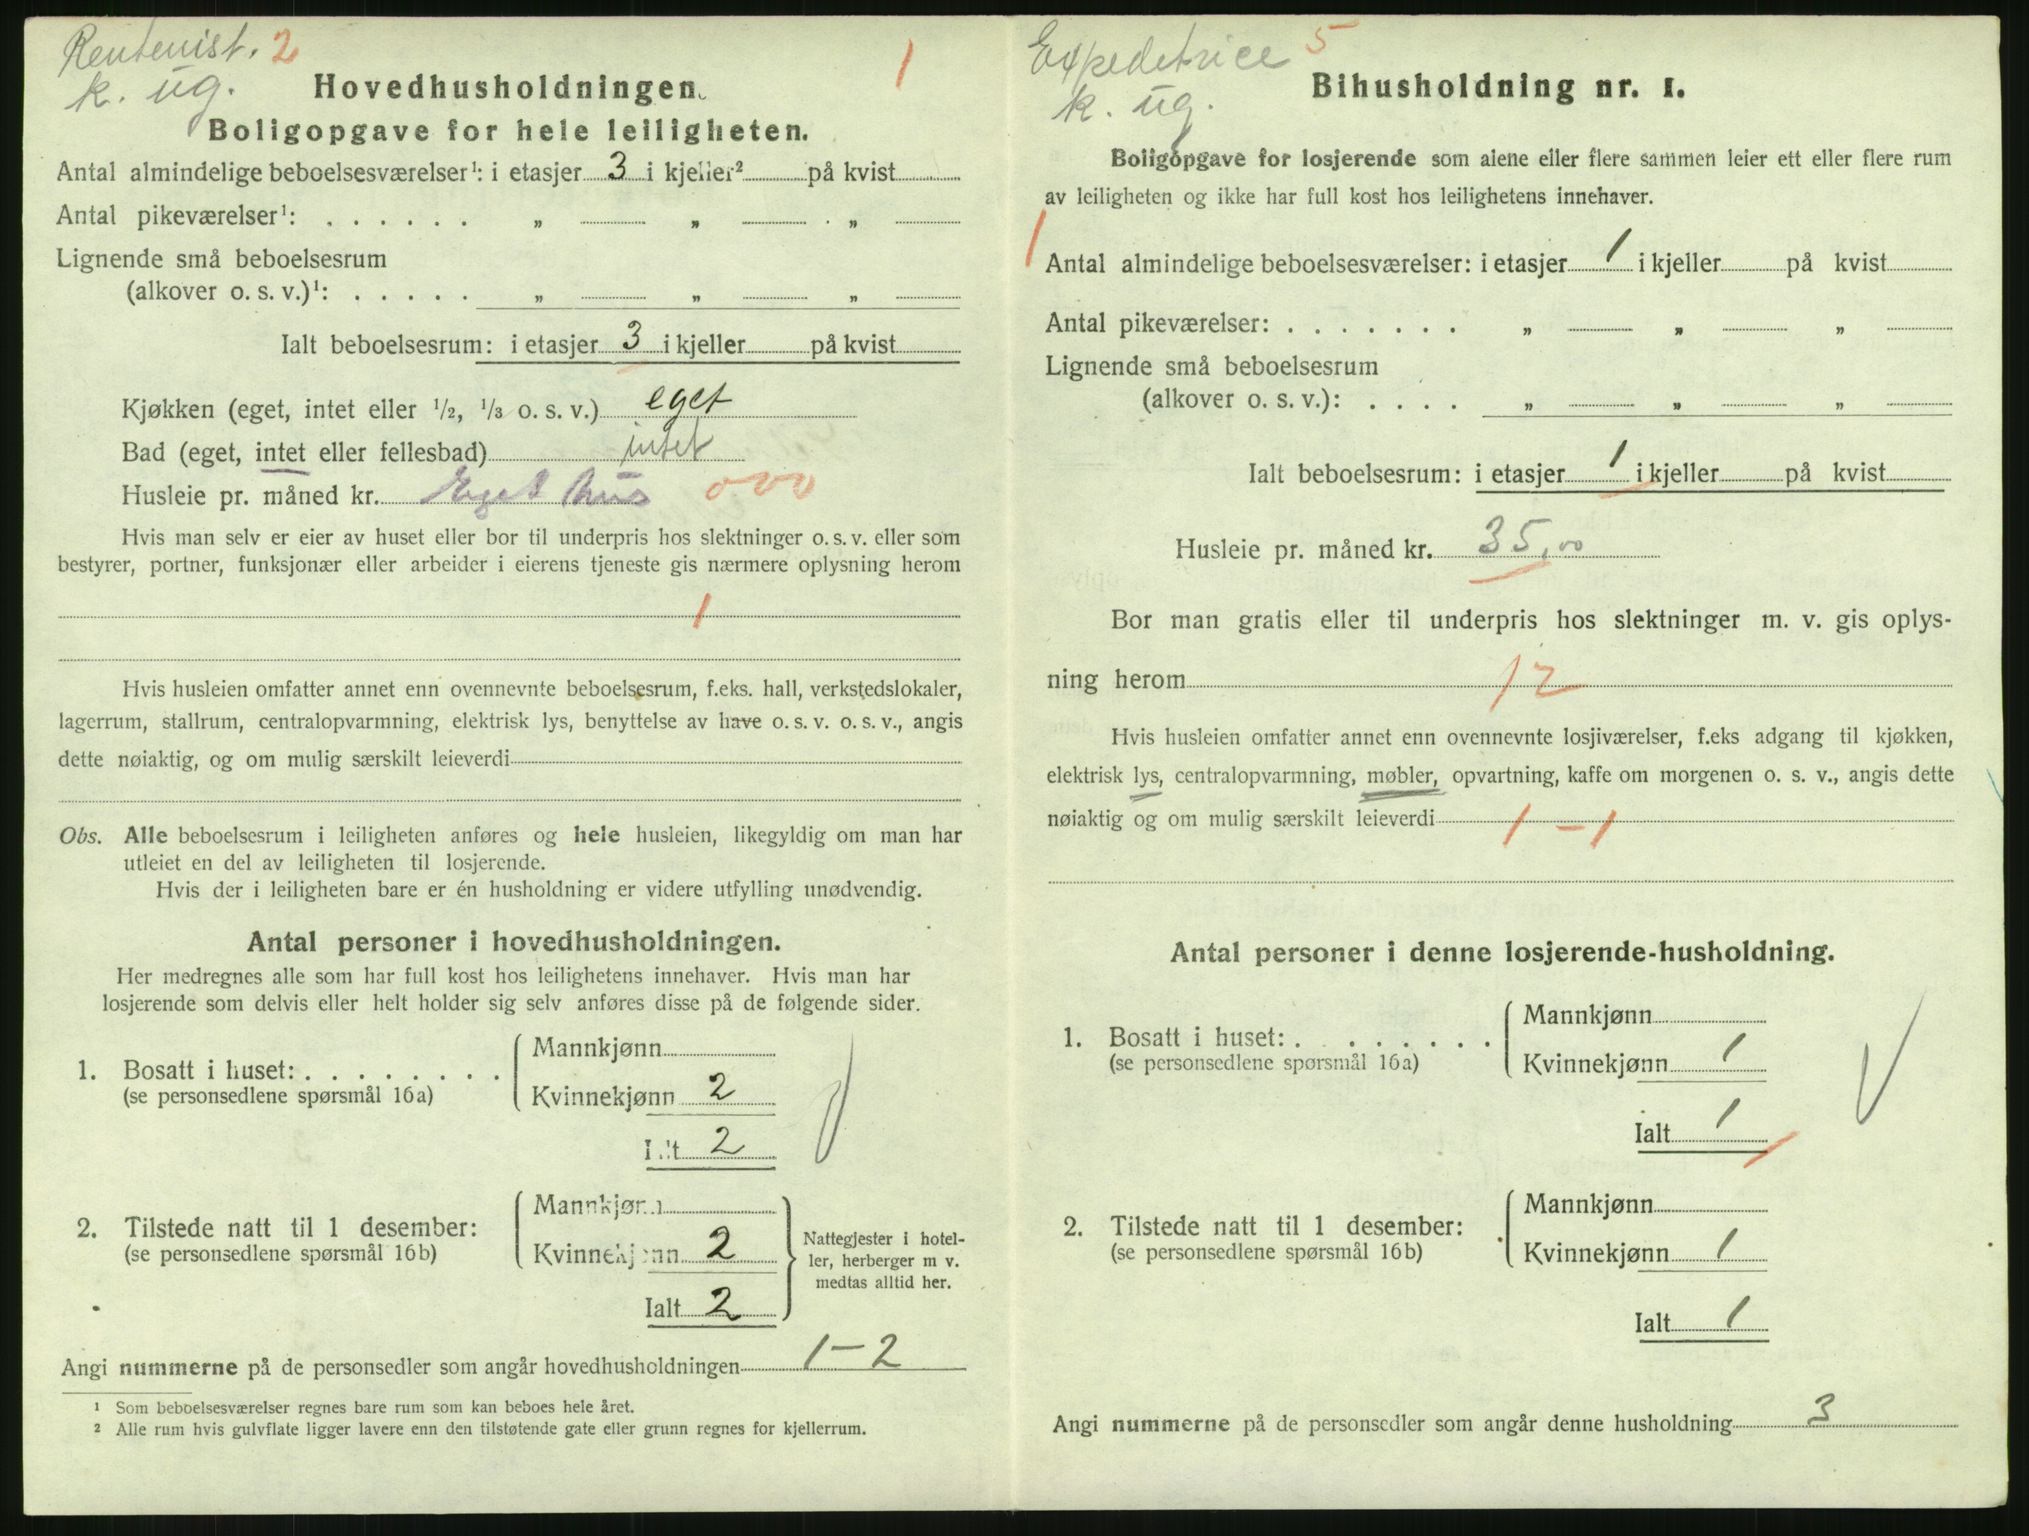 Rentenist. 2
k. ug.
1
Hovedhusholdningen.
Boligopgave for hele leiligheten.
Antal almindelige beboelsesværelser¹: i etasjer 3 i kjeller² på kvist
Antal pikeværelser¹: . . . . . . „ „ . „
Lignende små beboelsesrum
(alkover o. s. v.)¹: . . . . . „ „ „
Ialt beboelsesrum: i etasjer 3 i kjeller på kvist
Kjøkken (eget, intet eller 1/2, 1/3 o. s. v.) eget
Bad (eget, intet eller fellesbad) intet
Husleie pr. måned kr. Eget hus 000
Hvis man selv er eier av huset eller bor til underpris hos slektninger o. s. v. eller som
bestyrer, portner, funksjonær eller arbeider i eierens tjeneste gis nærmere oplysning herom
1
Hvis husleien omfatter annet enn ovennevnte beboelsesrum, f.eks. hall, verkstedslokaler,
lagerrum, stallrum, centralopvarmning, elektrisk lys, benyttelse av have o. s. v. o. s. v., angis
dette nøiaktig, og om mulig særskilt leieverdi
Obs. Alle beboelsesrum i leiligheten anføres og hele husleien, likegyldig om man har
utleiet en del av leiligheten til losjerende.
Hvis der i leiligheten bare er én husholdning er videre utfylling unødvendig.
Antal personer i hovedhusholdningen.
Her medregnes alle som har full kost hos leilighetens innehaver. Hvis man har
losjerende som delvis eller helt holder sig selv anføres disse på de følgende sider.
1. Bosatt i huset: . . . . . . . .
(se personsedlene spørsmål 16a)
Mannkjønn
Kvinnekjønn 2
Ialt 2
2. Tilstede natt til 1 desember:
(se personsedlene spørsmål 16b)
Mannkjønn
Kvinnekjønn 2
Ialt 2
Nattegjester i hotel-
ler, herberger m v.
medtas alltid her.
Angi nummerne på de personsedler som angår hovedhusholdningen 1-2
¹ Som beboelsesværelser regnes bare rum som kan beboes hele året.
² Alle rum hvis gulvflate ligger lavere enn den tilstøtende gate eller grunn regnes for kjellerrum.
Expeditrice 5
k. ug.
Bihusholdning nr. 1.
Boligopgave for losjerende som alene eller flere sammen leier ett eller flere rum
av leiligheten og ikke har full kost hos leilighetens innehaver.
1
Antal almindelige beboelsesværelser: i etasjer 1 i kjeller på kvist
Antal pikeværelser: . . . . . . . „ „ „
Lignende små beboelsesrum
(alkover o. s. v.): . . . . „ „ „
Ialt beboelsesrum: i etasjer 1 i kjeller på kvist
Husleie pr. måned kr. 35,00
Bor man gratis eller til underpris hos slektninger m. v. gis oplys-
ning herom 12
Hvis husleien omfatter annet enn ovennevnte losjiværelser, f.eks adgang til kjøkken,
elektrisk lys, centralopvarmning, møbler, opvartning, kaffe om morgenen o. s. v., angis dette
nøiaktig og om mulig særskilt leieverdi 1-1
Antal personer i denne losjerende-husholdning.
1. Bosatt i huset: . . . . . . . .
(se personsedlene spørsmål 16a)
Mannkjønn
Kvinnekjønn 1
Ialt 1
2. Tilstede natt til 1 desember:
(se personsedlene spørsmål 16b)
Mannkjønn
Kvinnekjønn 1
Ialt 1
Angi nummerne på de personsedler som angår denne husholdning 3